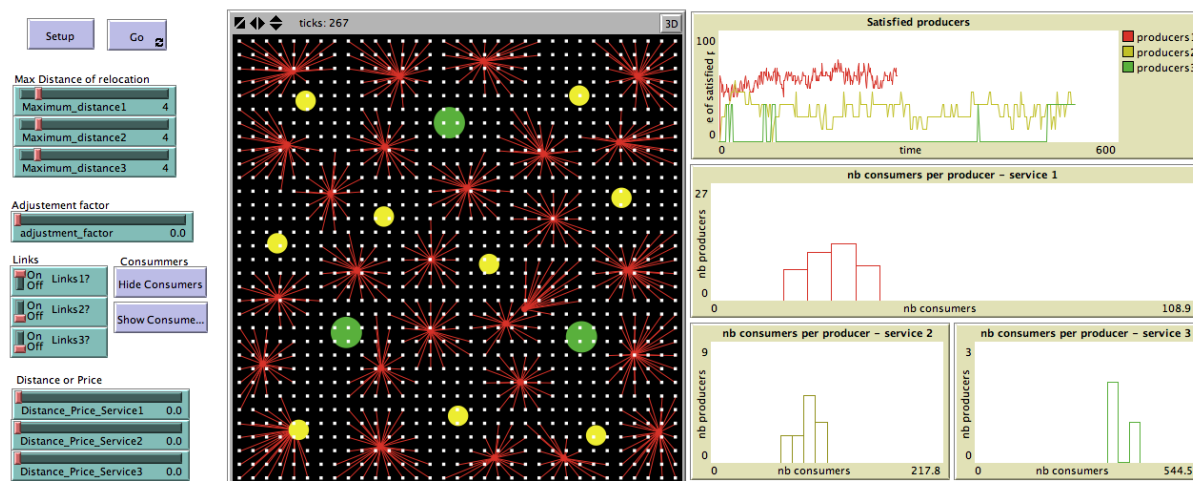 Setup
Go
Max Distance of relocation
Maximum_distance1 4
Maximum_distance2 4
Maximum_distance3 4
Adjustement factor
adjustment_factor 0.0
Links
On
Off
Links1?
On
Off
Links2?
On
Off
Links3?
Consummers
Hide Consumers
Show Consume...
Distance or Price
Distance_Price_Service1 0.0
Distance_Price_Service2 0.0
Distance_Price_Service3 0.0
ticks: 267
3D
Satisfied producers
100
e of satisfied
0
0
time
600
producers1
producers2
producers3
nb consumers per producer – service 1
27
nb producers
0
0
nb consumers
108.9
nb consumers per producer – service 2
9
nb producers
0
0
nb consumers
217.8
nb consumers per producer – service 3
3
nb producers
0
0
nb consumers
544.5